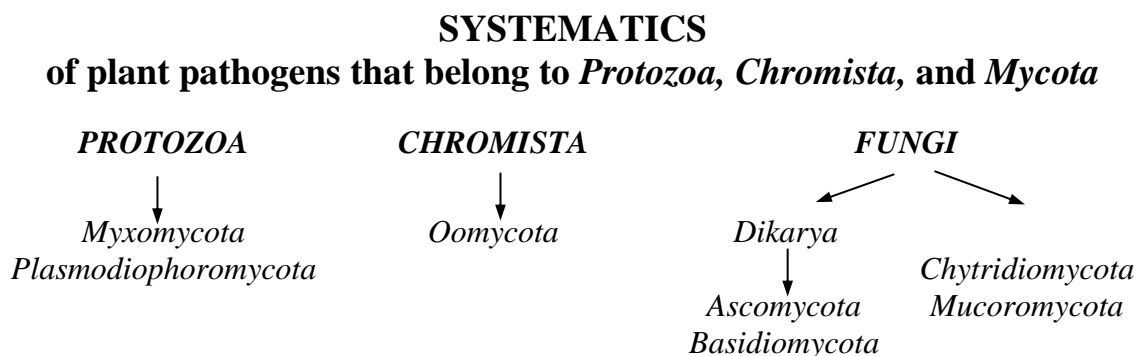 SYSTEMATICS
of plant pathogens that belong to Protozoa, Chromista, and Mycota
PROTOZOA CHROMISTA FUNGI
Myxomycota Oomycota Dikarya
Plasmodiophoromycota Chytridiomycota
Ascomycota Mucoromycota
Basidiomycota